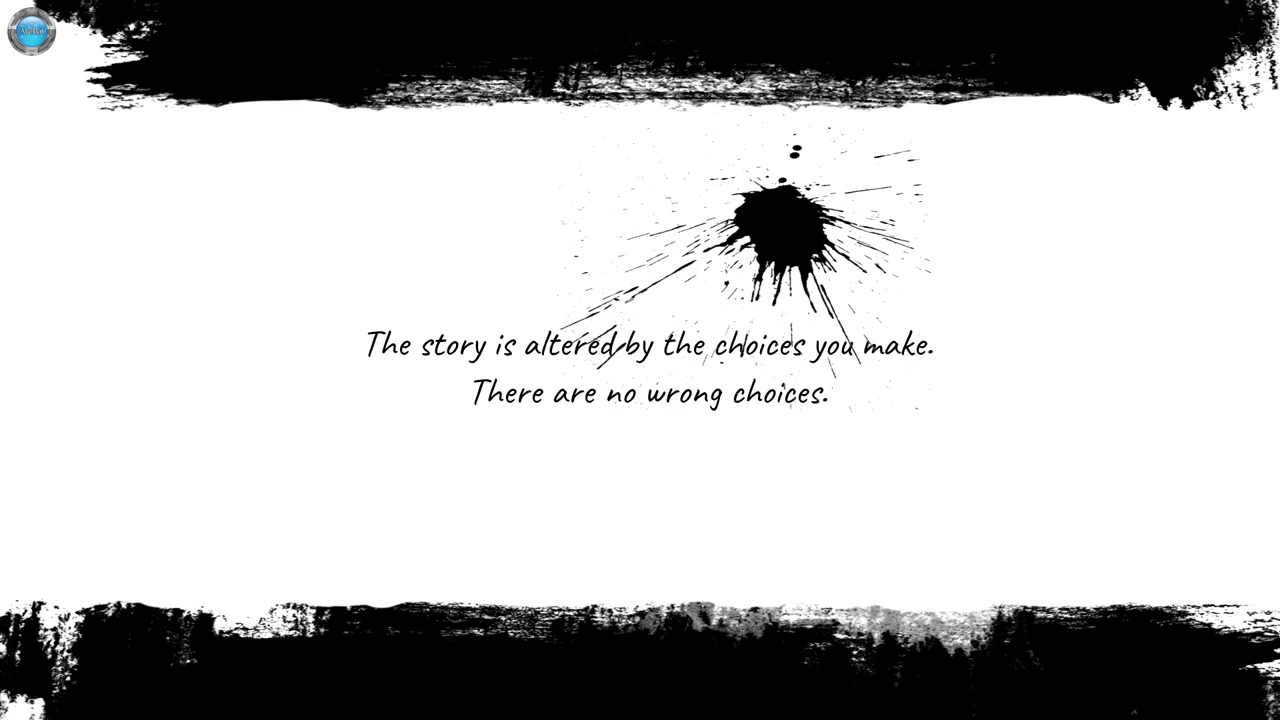 The story is altered by the choices you make.
There are no wrong choices.